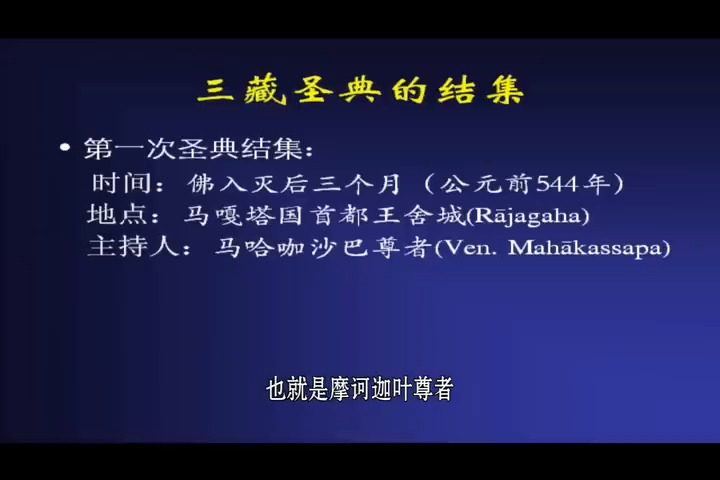 三藏圣典的结集
• 第一次圣典结集：
时间：佛入灭后三个月（公元前544年）
地点：马嘎塔国首都王舍城(Rājagaha)
主持人：马哈咖沙巴尊者(Ven. Mahākassapa)
也就是摩诃迦叶尊者